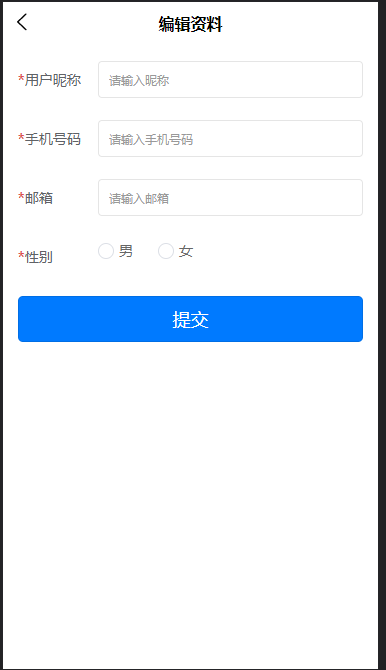 编辑资料
*用户昵称 请输入昵称
*手机号码 请输入手机号码
*邮箱 请输入邮箱
*性别 男 女
提交